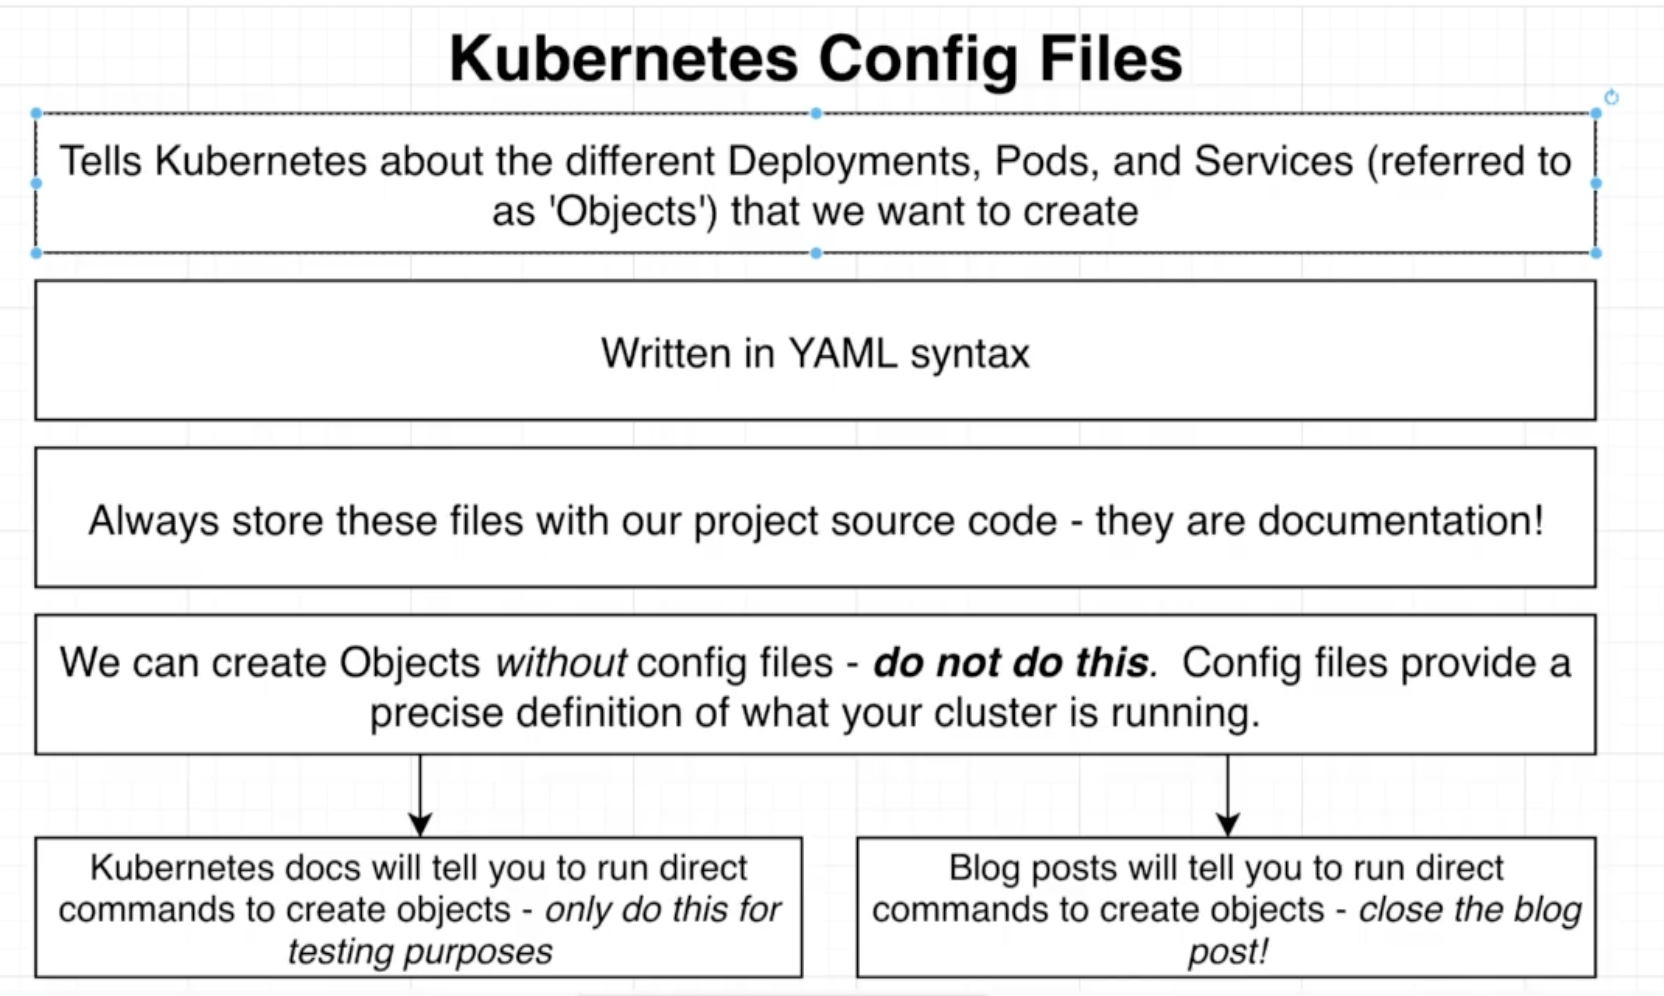 Kubernetes Config Files
Tells Kubernetes about the different Deployments, Pods, and Services (referred to
as 'Objects') that we want to create
Written in YAML syntax
Always store these files with our project source code - they are documentation!
We can create Objects without config files - do not do this.  Config files provide a
precise definition of what your cluster is running.
Kubernetes docs will tell you to run direct
commands to create objects - only do this for
testing purposes
Blog posts will tell you to run direct
commands to create objects - close the blog
post!